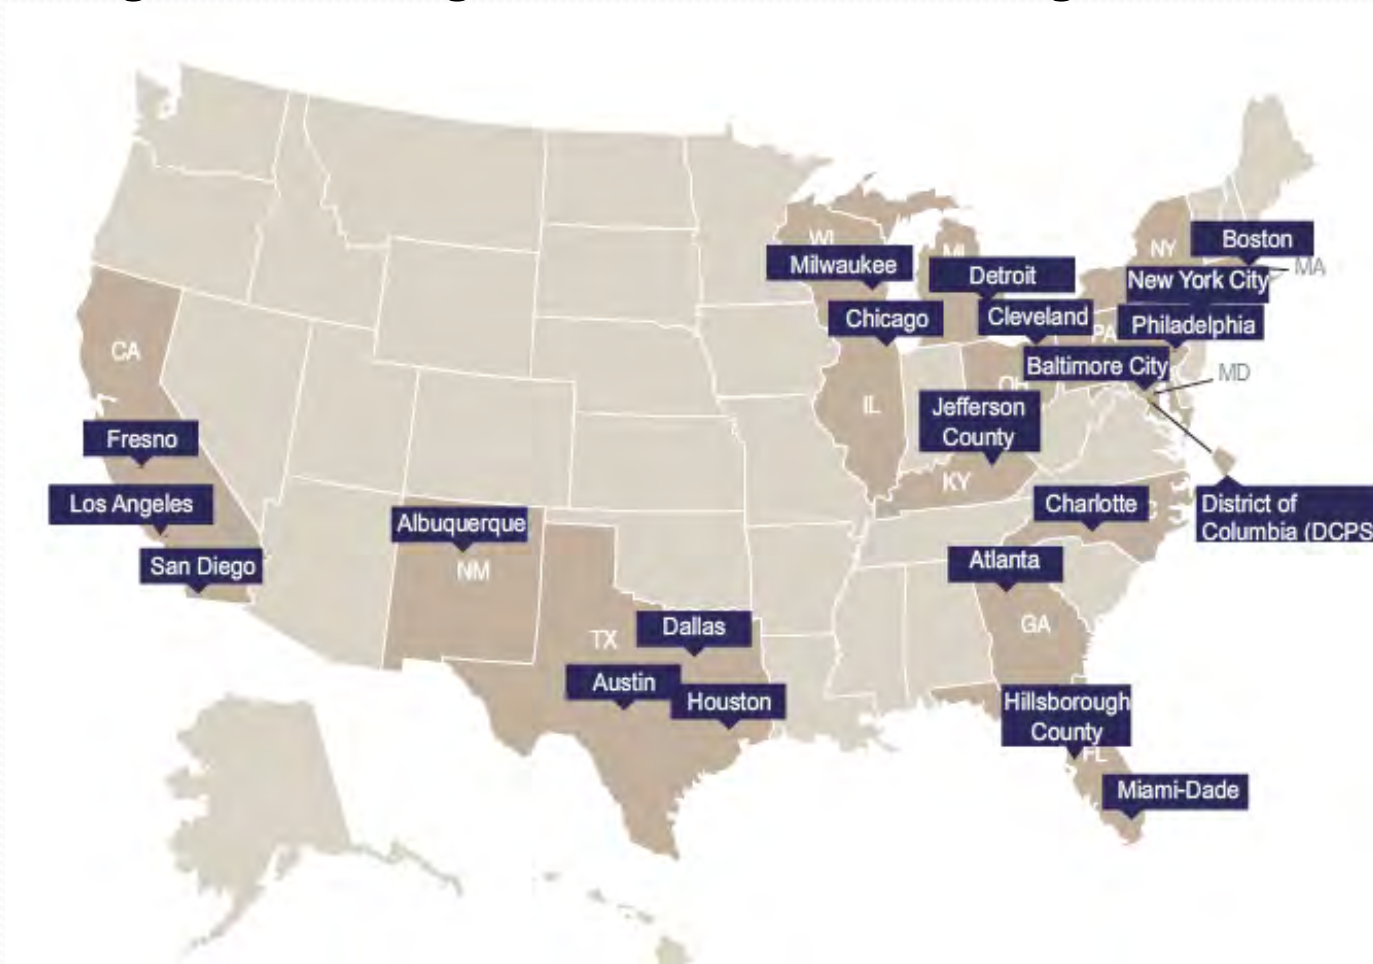 WI
Milwaukee
MI
Detroit
NY
Boston
MA
New York City
Chicago
Cleveland
PA
Philadelphia
CA
Baltimore City
MD
OH
IL
Jefferson
County
Fresno
KY
Los Angeles
Albuquerque
Charlotte
District of
Columbia (DCPS
San Diego
NM
Atlanta
TX
Dallas
GA
Austin
Houston
Hillsborough
County
FL
Miami-Dade